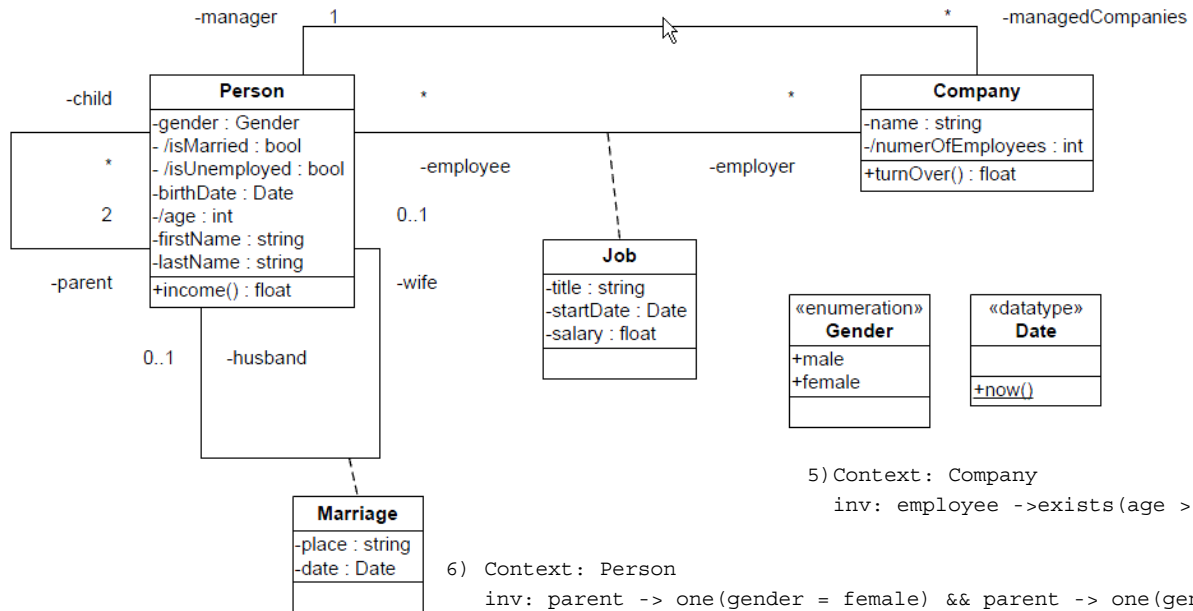 -manager 1 * -managedCompanies
Person
-gender : Gender
- /isMarried : bool
- /isUnemployed : bool
-birthDate : Date
-/age : int
-firstName : string
-lastName : string
+income() : float
-child
*
2
-parent
*
-employee
*
-employer
Company
-name : string
-/numerOfEmployees : int
+turnOver() : float
0..1
-wife
0..1
-husband
Job
-title : string
-startDate : Date
-salary : float
«enumeration»
Gender
+male
+female
«datatype»
Date
+now()
Marriage
-place : string
-date : Date
5)Context: Company
inv: employee ->exists(age >
6) Context: Person
inv: parent -> one(gender = female) && parent -> one(gen